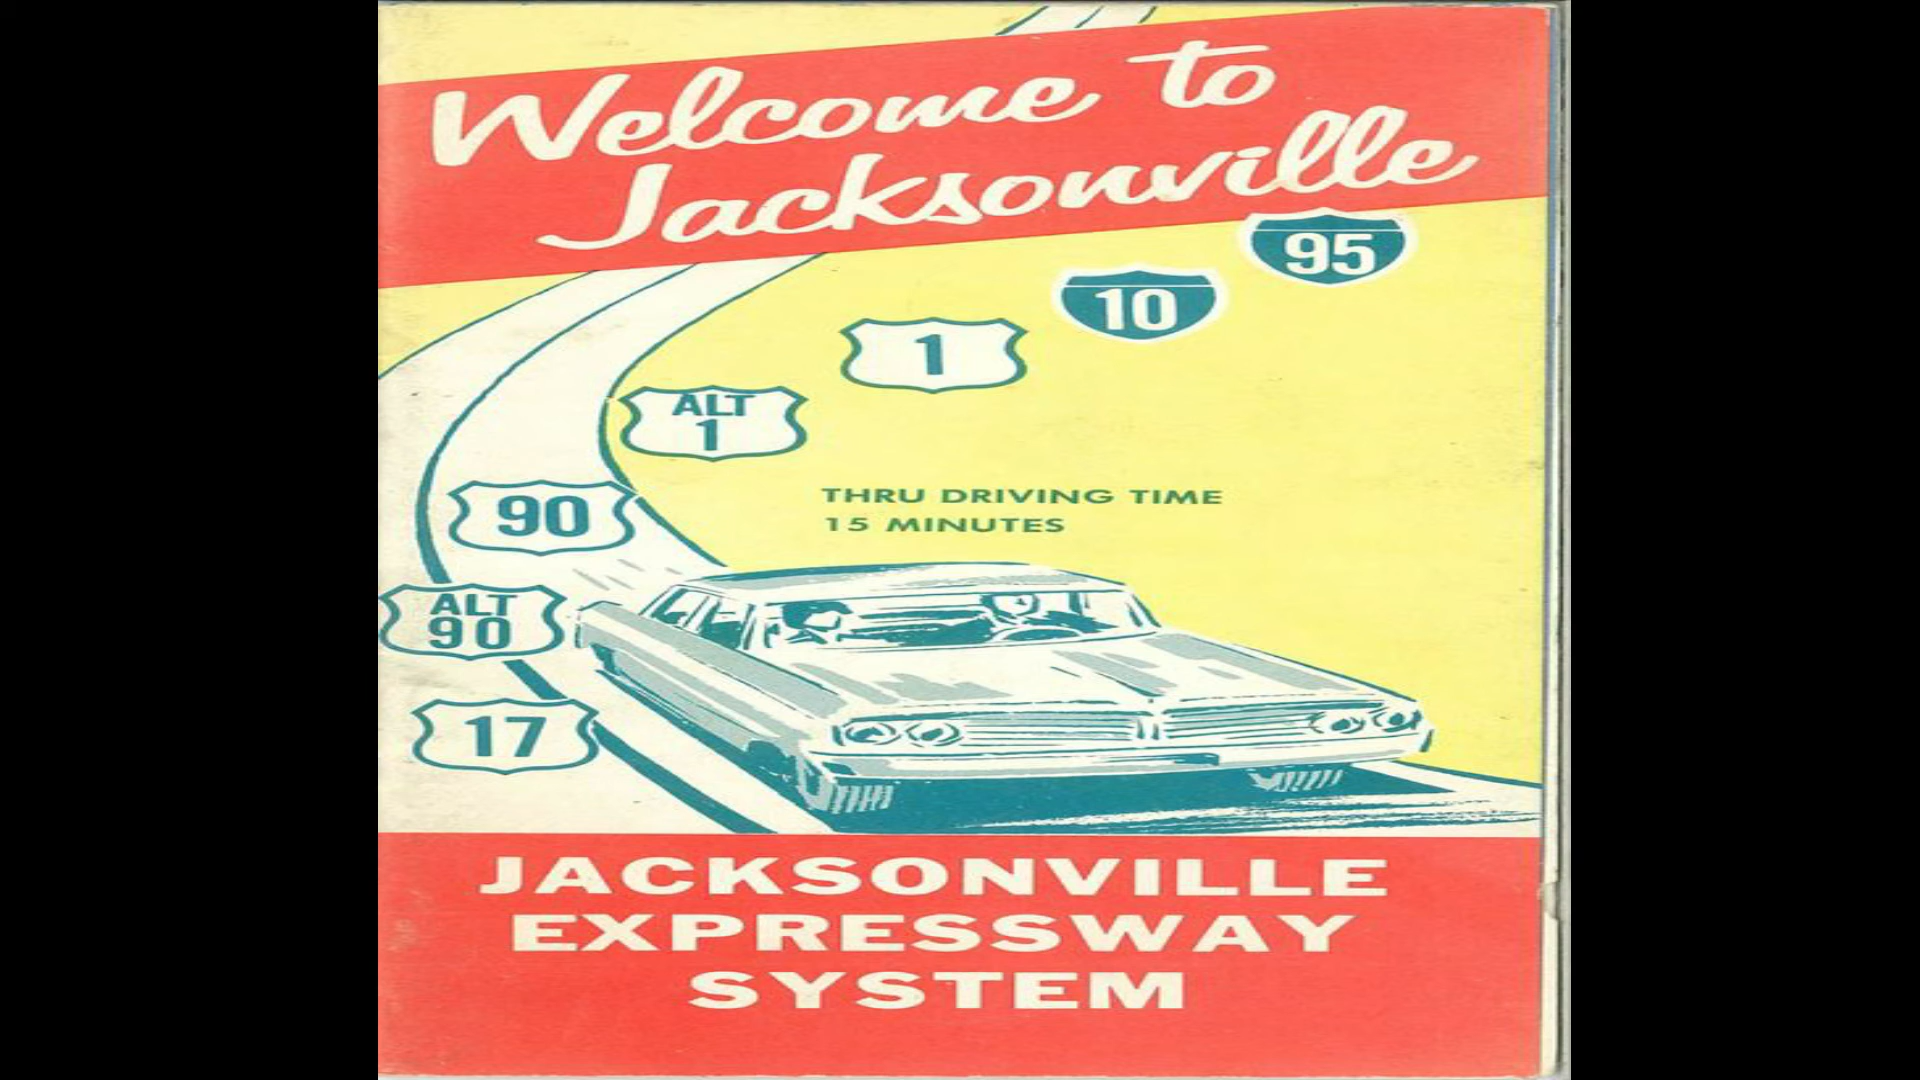 Welcome to
Jacksonville
95
10
1
ALT
1
90
THRU DRIVING TIME
15 MINUTES
ALT
90
17
JACKSONVILLE
EXPRESSWAY
SYSTEM